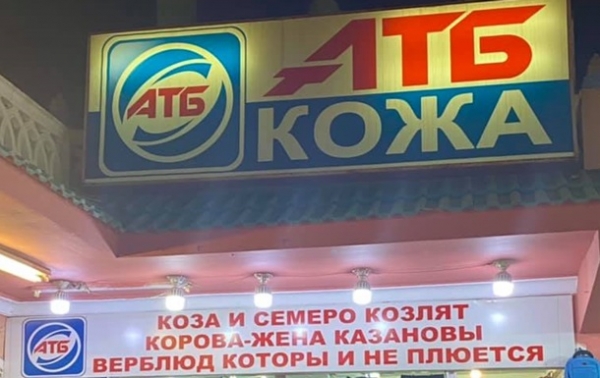 АТБ
АТБ
КОЖА
АТБ
КОЗА И СЕМЕРО КОЗЛЯТ
КОРОВА-ЖЕНА КАЗАНОВЫ
ВЕРБЛЮД КОТОРЫ И НЕ ПЛЮЕТСЯ